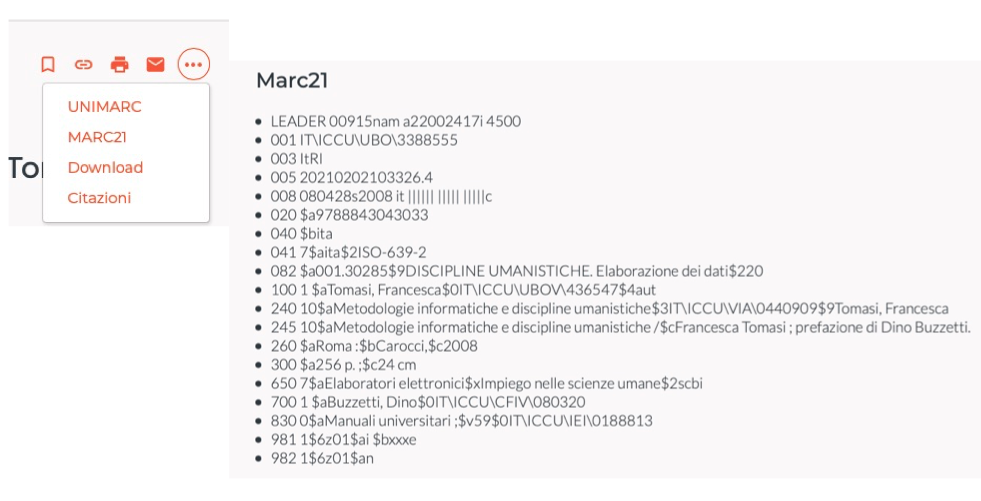 UNIMARC
MARC21
Download
Citazioni
Marc21
LEADER 00915nam a22002417i 4500
001 IT\ICCU\UBO\3388555
003 ItRI
005 20210202103326.4
008 080428s2008 it |||||| ||||| |||||c
020 $a9788843043033
040 $bita
041 7$aita$2ISO-639-2
082 $a001.30285$9DISCIPLINE UMANISTICHE. Elaborazione dei dati$220
100 1 $aTomasi, Francesca$0IT\ICCU\UBOV\436547$4aut
240 10$aMetodologie informatiche e discipline umanistiche$3IT\ICCU\VIA\0440909$9Tomasi, Francesca
245 10$aMetodologie informatiche e discipline umanistiche /$cFrancesca Tomasi ; prefazione di Dino Buzzetti.
260 $aRoma :$bCarocci,$c2008
300 $a256 p. ;$c24 cm
650 7$aElaboratori elettronici$xImpiego nelle scienze umane$2scbi
700 1 $aBuzzetti, Dino$0IT\ICCU\CFIV\080320
830 0$aManuali universitari ;$v59$0IT\ICCU\IEI\0188813
981 1$6z01$ai $bxxxe
982 1$6z01$an